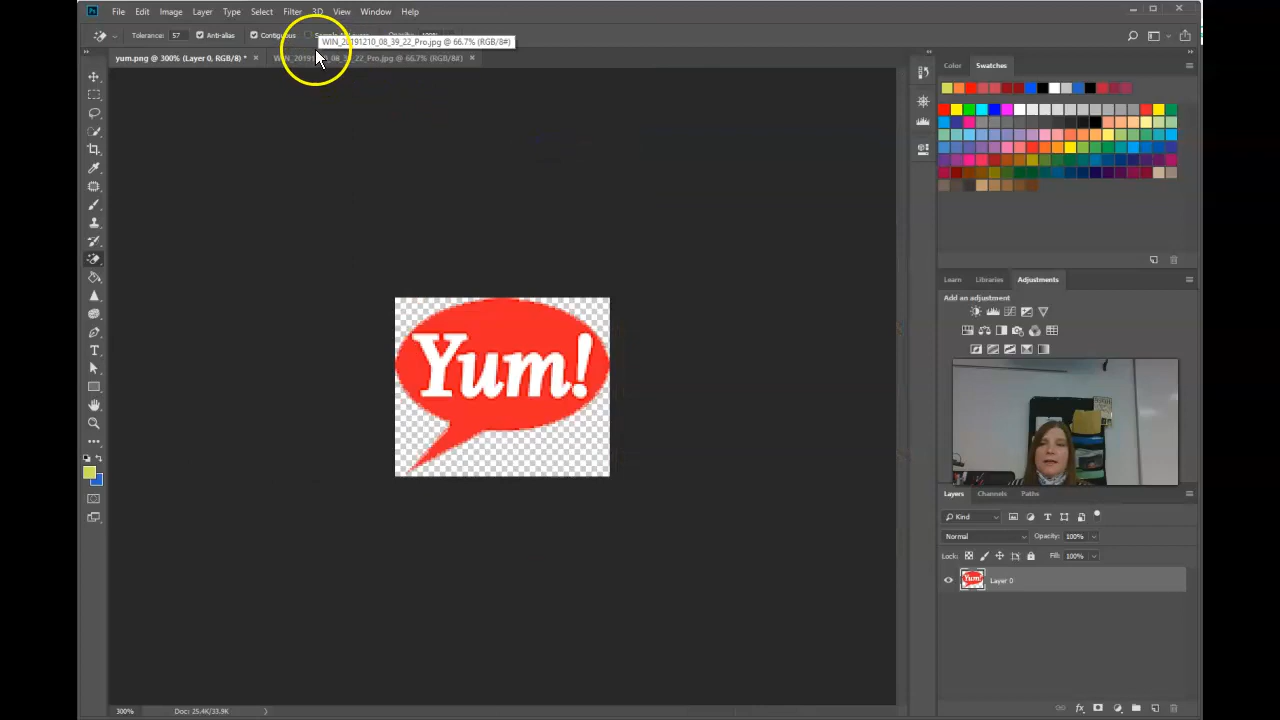 Ps File Edit Image Layer Type Select Filter 3D View Window Help
Tolerance: 57 Anti-alias Contiguous
WIN_20191210_08_39_22_Pro.jpg @ 66.7% (RGB/8#)
yum.png @ 300% (Layer 0, RGB/8) * × WIN_20191210_08_39_22_Pro.jpg @ 66.7% (RGB/8#) ×
Color Swatches
Yum!
Learn Libraries Adjustments
Add an adjustment
Layers Channels Paths
Kind
Normal Opacity: 100%
Lock: Fill: 100%
Yum! Layer 0
300% Doc: 25.4K/33.9K